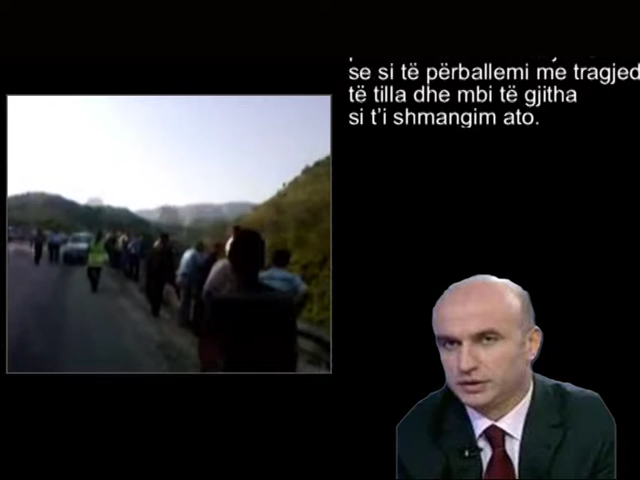 se si të përballemi me tragjed
të tilla dhe mbi të gjitha
si t'i shmangim ato.